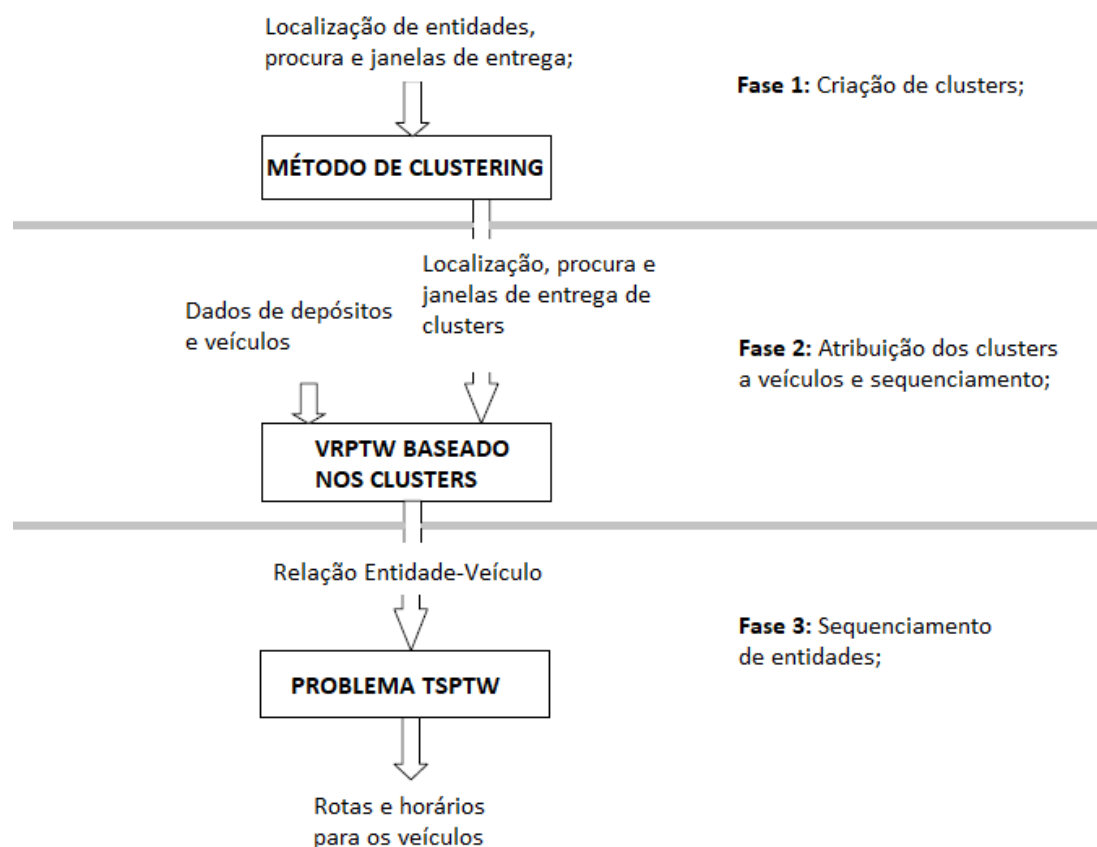 Localização de entidades,
procura e janelas de entrega;
Fase 1: Criação de clusters;
MÉTODO DE CLUSTERING
Localização, procura e
janelas de entrega de
clusters
Dados de depósitos
e veículos
Fase 2: Atribuição dos clusters
a veículos e sequenciamento;
VRPTW BASEADO
NOS CLUSTERS
Relação Entidade-Veículo
Fase 3: Sequenciamento
de entidades;
PROBLEMA TSPTW
Rotas e horários
para os veículos